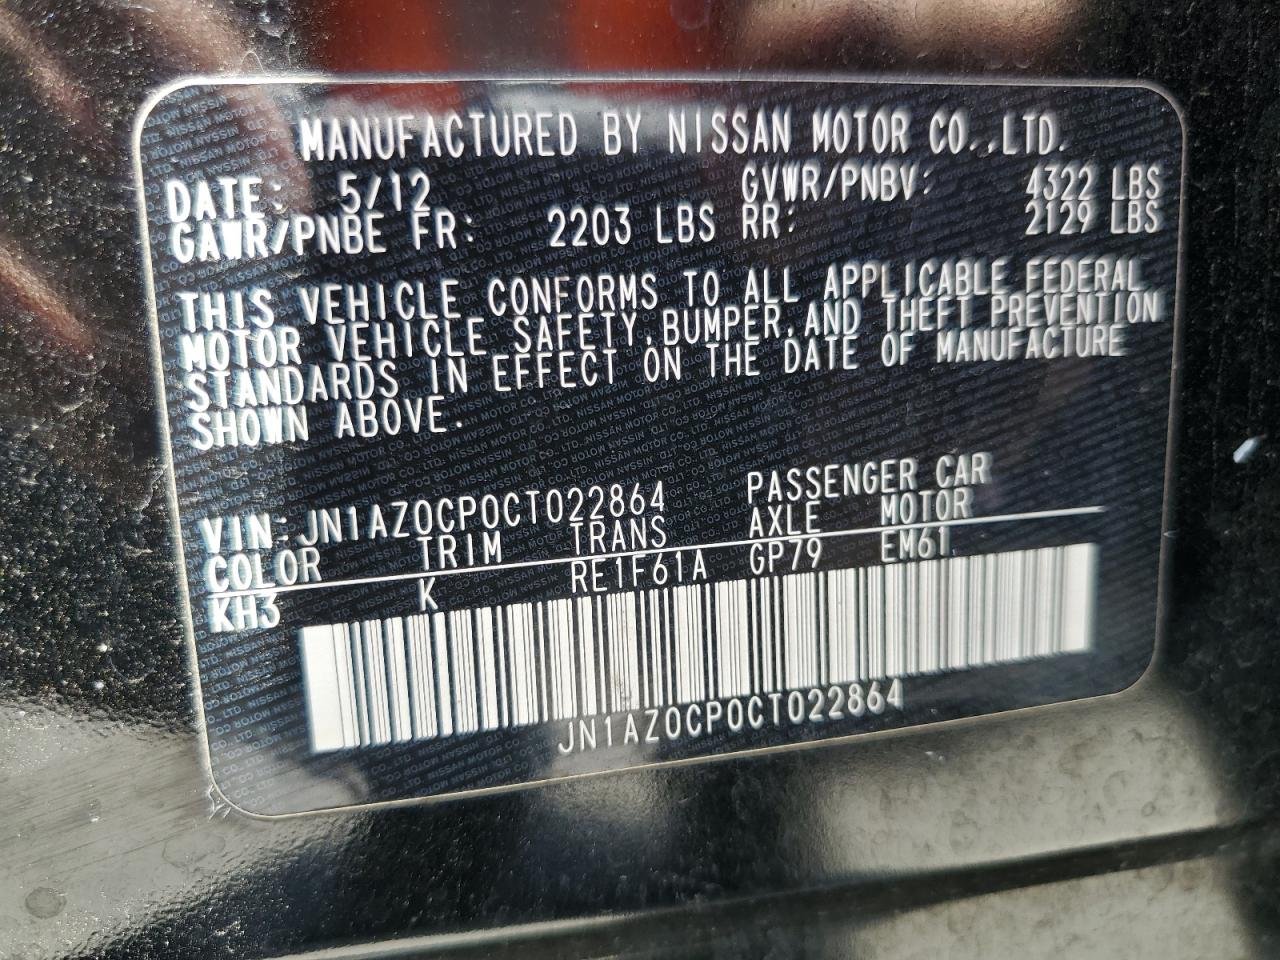 MANUFACTURED BY NISSAN MOTOR CO.,LTD.
DATE: 5/12 GVWR/PNBV: 4322 LBS
GAWR/PNBE FR: 2203 LBS RR: 2129 LBS
THIS VEHICLE CONFORMS TO ALL APPLICABLE FEDERAL
MOTOR VEHICLE SAFETY,BUMPER,AND THEFT PREVENTION
STANDARDS IN EFFECT ON THE DATE OF MANUFACTURE
SHOWN ABOVE.
VIN:JN1AZ0CP0CT022864 PASSENGER CAR
COLOR TRIM TRANS AXLE MOTOR
KH3 K RE1F61A GP79 EM61
JN1AZ0CP0CT022864